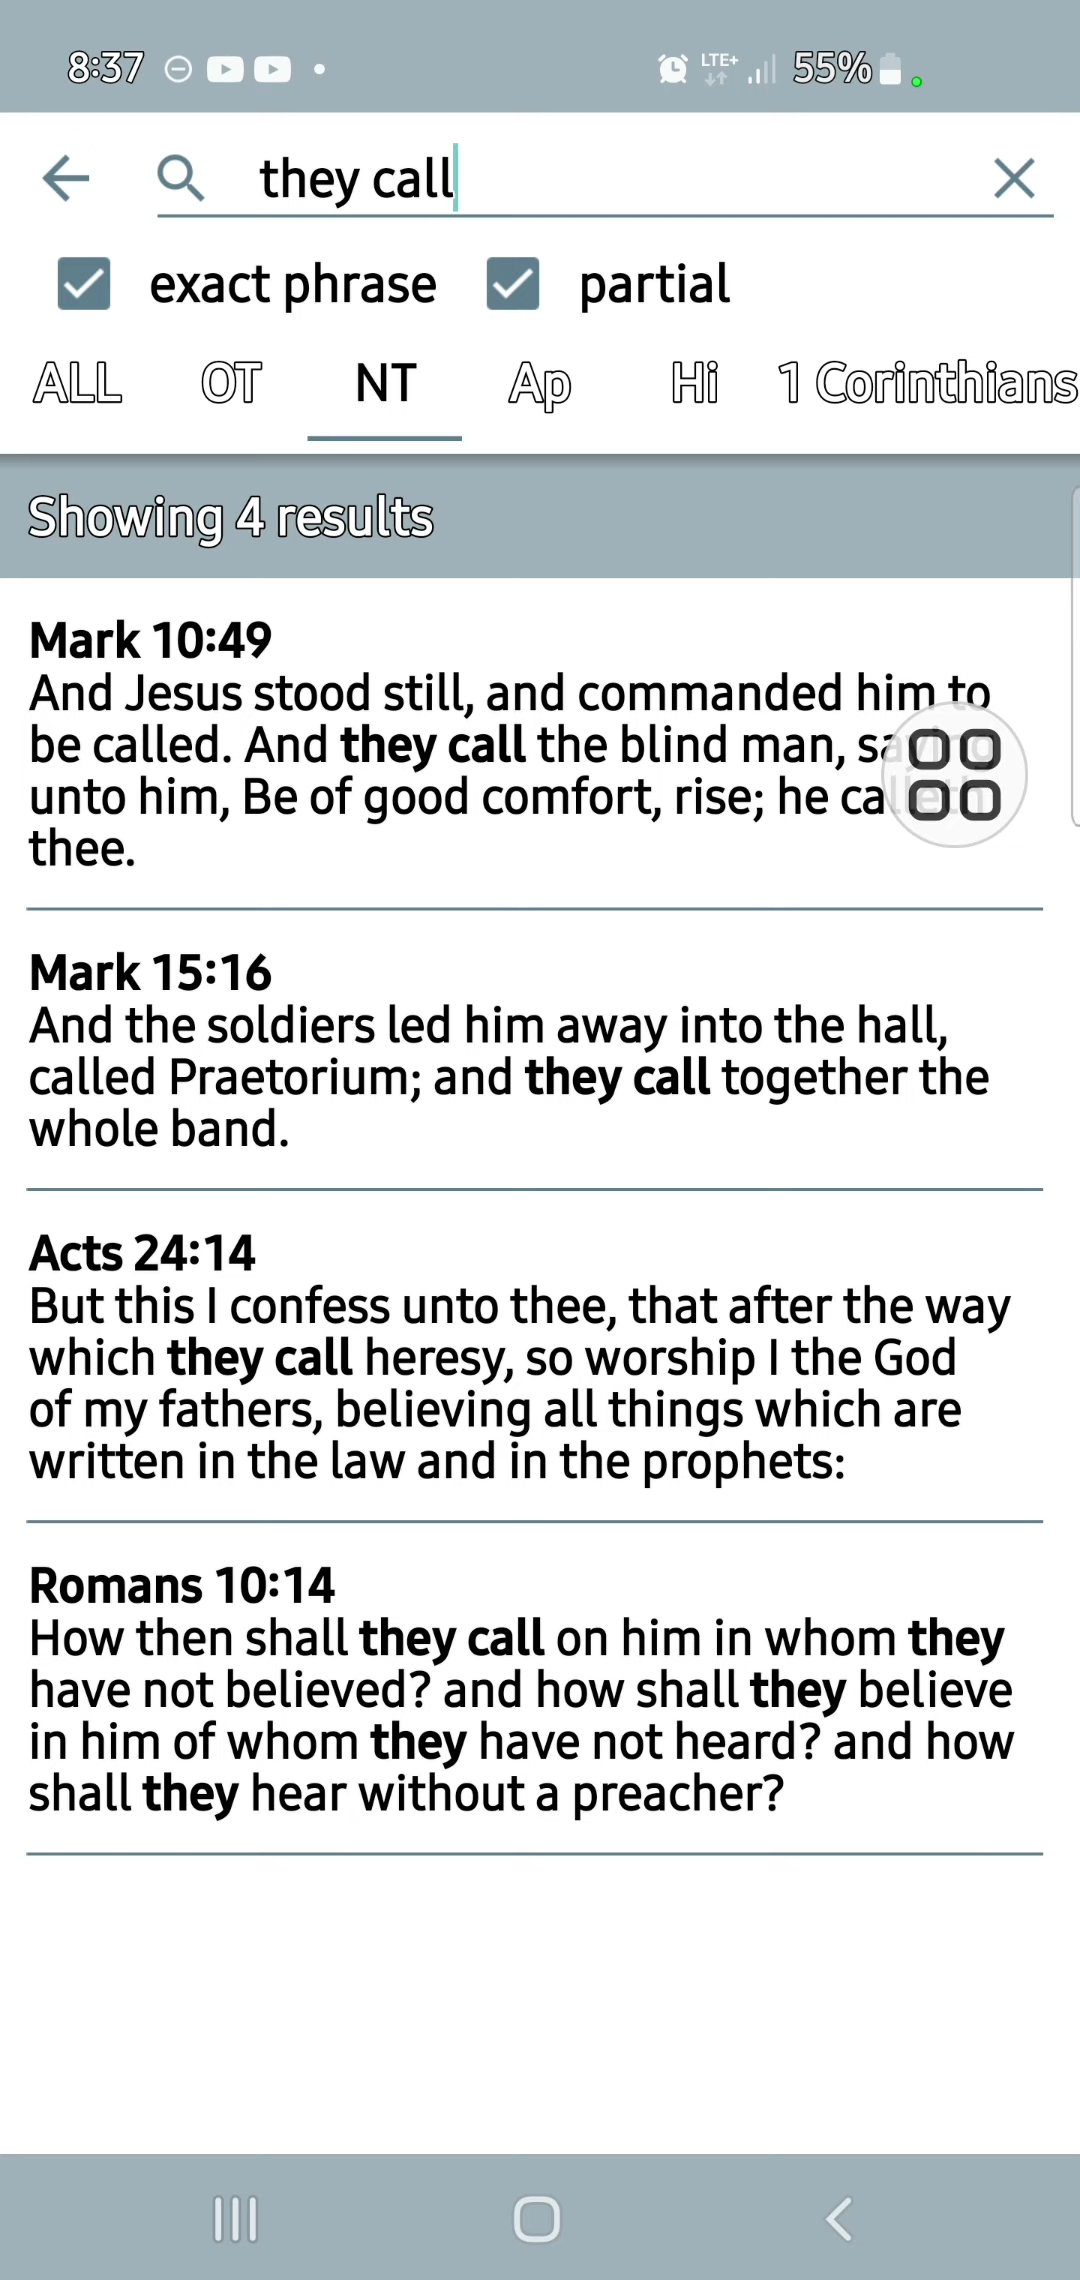 8:37 LTE+ 55%
they call
exact phrase partial
ALL OT NT Ap Hi 1 Corinthians
Showing 4 results
Mark 10:49
And Jesus stood still, and commanded him to
be called. And they call the blind man, saying
unto him, Be of good comfort, rise; he calleth
thee.
Mark 15:16
And the soldiers led him away into the hall,
called Praetorium; and they call together the
whole band.
Acts 24:14
But this I confess unto thee, that after the way
which they call heresy, so worship I the God
of my fathers, believing all things which are
written in the law and in the prophets:
Romans 10:14
How then shall they call on him in whom they
have not believed? and how shall they believe
in him of whom they have not heard? and how
shall they hear without a preacher?